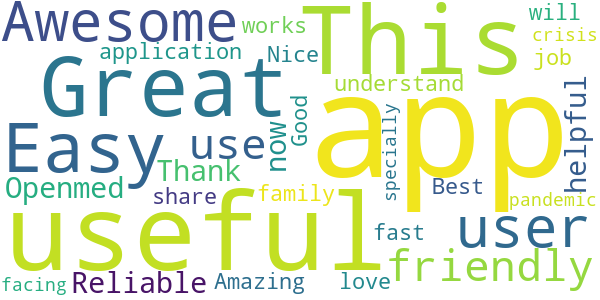 Awesome
works
This
will
crisis
application
Nice
job
Great
understand
app
Easy
use
now
Good
specially
helpful
Thank
Openmed
share
family
Best
pandemic
useful
fast
user
friendly
facing
Reliable
Amazing
love